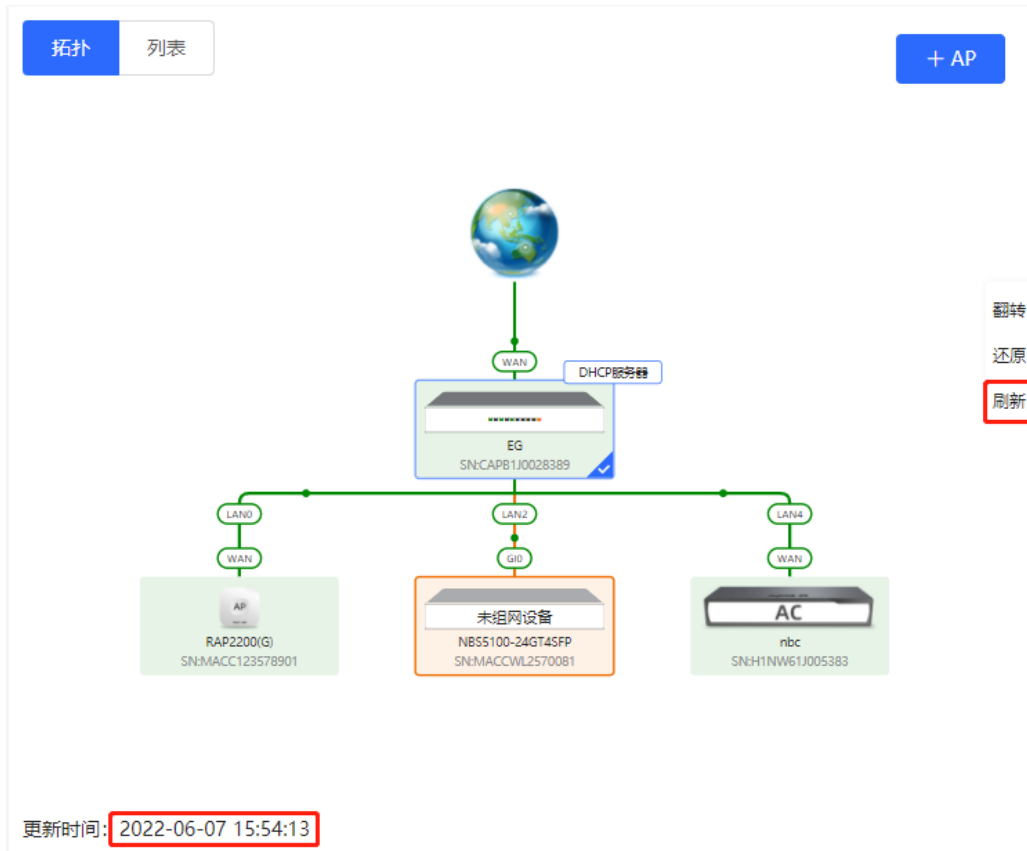 拓扑
列表
+ AP
WAN
DHCP服务器
EG
SN:CAPB1J0028389
LAN0
LAN2
LAN4
WAN
GI0
WAN
AP
未组网设备
AC
RAP2200(G)
NBS5100-24GT4SFP
nbc
SN:MACC123578901
SN:MACCWL2570081
SN:H1NW61J005383
翻转
还原
刷新
更新时间: 2022-06-07 15:54:13